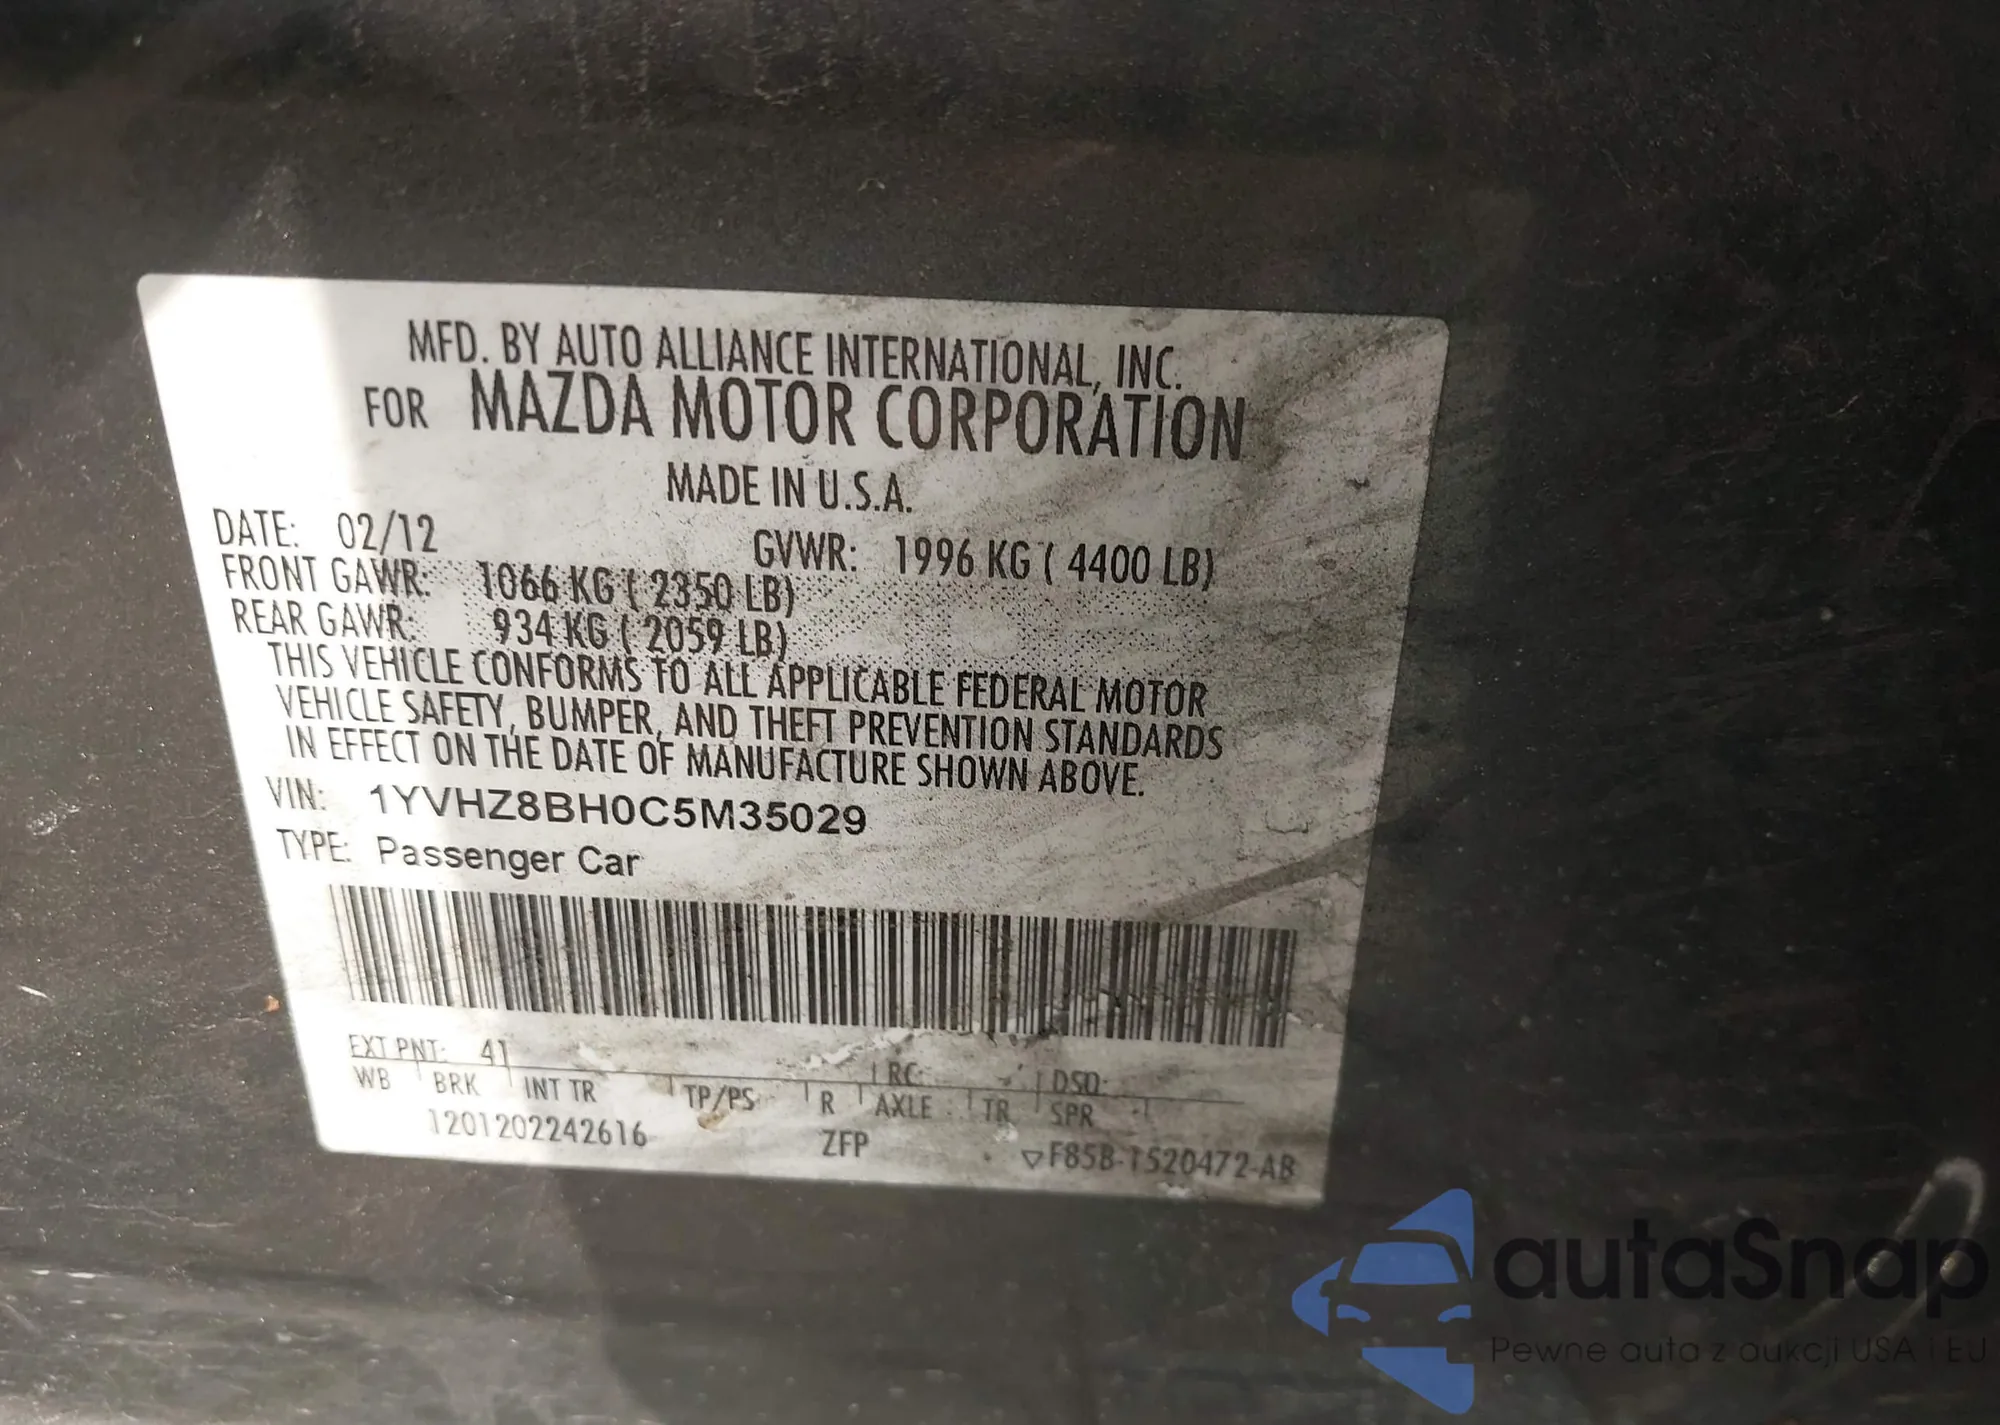 MFD. BY AUTO ALLIANCE INTERNATIONAL, INC.
FOR MAZDA MOTOR CORPORATION
MADE IN U.S.A.
DATE: 02/12 GVWR: 1996 KG ( 4400 LB)
FRONT GAWR: 1066 KG ( 2350 LB)
REAR GAWR: 934 KG ( 2059 LB)
THIS VEHICLE CONFORMS TO ALL APPLICABLE FEDERAL MOTOR
VEHICLE SAFETY, BUMPER, AND THEFT PREVENTION STANDARDS
IN EFFECT ON THE DATE OF MANUFACTURE SHOWN ABOVE.
VIN: 1YVHZ8BH0C5M35029
TYPE: Passenger Car
EXT PNT: 41 RC: DSO:
WB BRK INT TR TP/PS R AXLE TR SPR
1201202242616 ZFP F85B-1520472-AB
autaSnap
Pewne auta z aukcji USA i EU